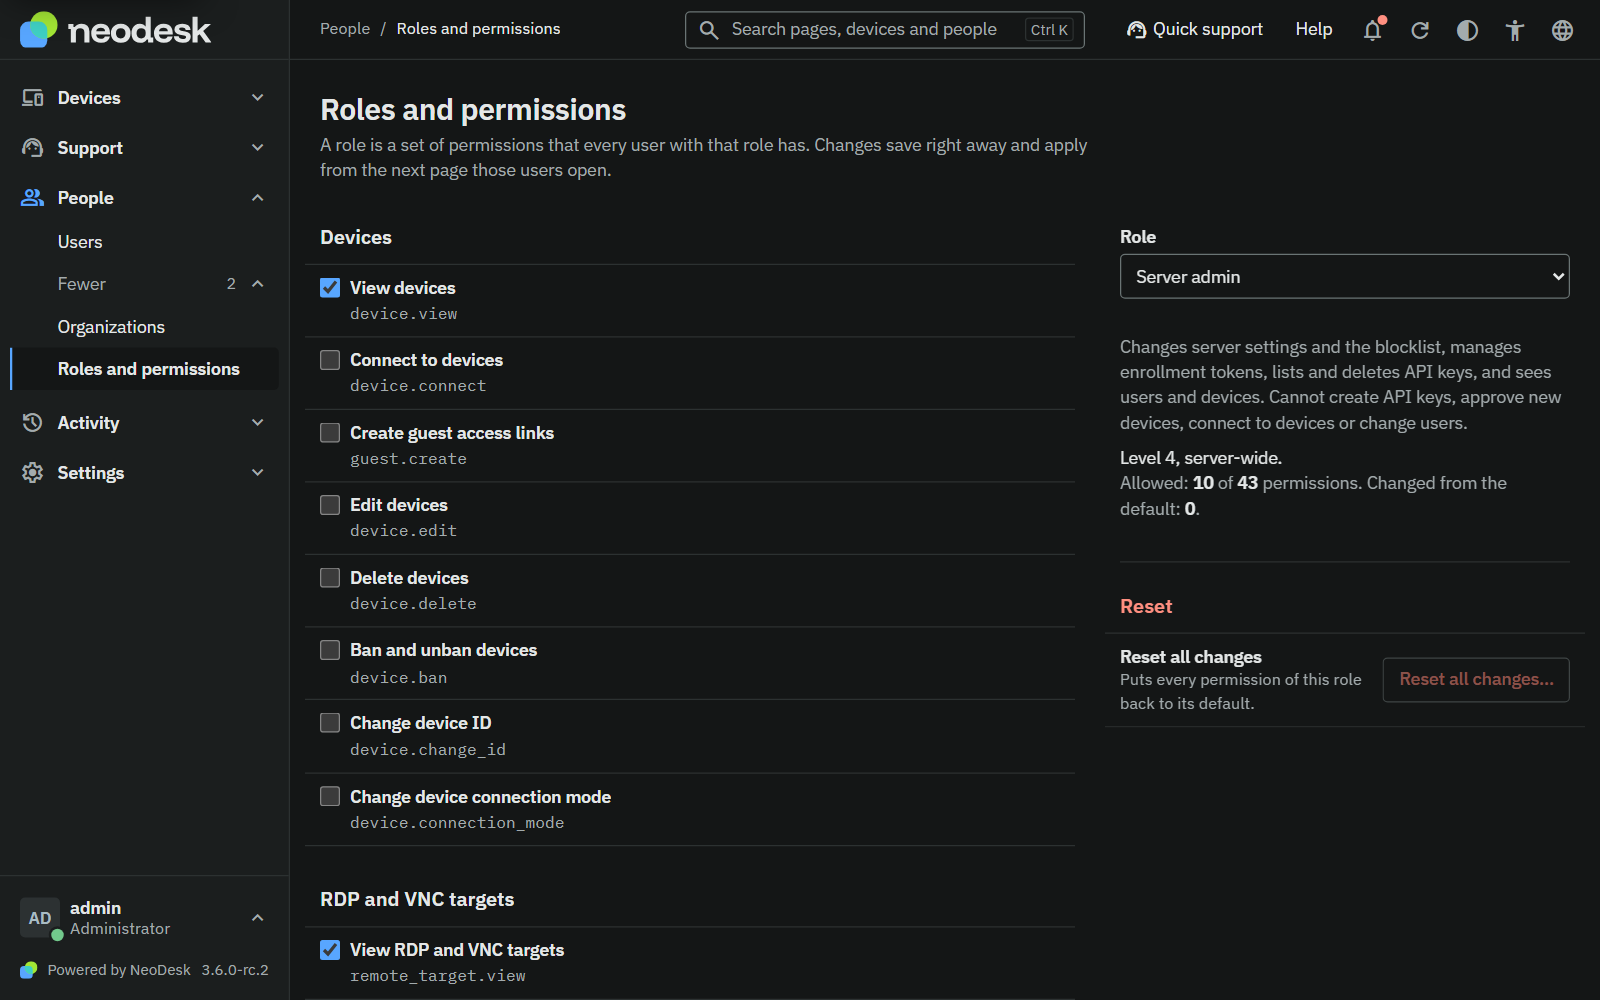 neodesk
People / Roles and permissions
Search pages, devices and people
Ctrl K
Quick support
Help
Devices
Support
People
Users
Fewer 2
Organizations
Roles and permissions
Activity
Settings
AD
admin
Administrator
Powered by NeoDesk 3.6.0-rc.2
Roles and permissions
A role is a set of permissions that every user with that role has. Changes save right away and apply
from the next page those users open.
Devices
View devices
device.view
Connect to devices
device.connect
Create guest access links
guest.create
Edit devices
device.edit
Delete devices
device.delete
Ban and unban devices
device.ban
Change device ID
device.change_id
Change device connection mode
device.connection_mode
RDP and VNC targets
View RDP and VNC targets
remote_target.view
Role
Server admin
Changes server settings and the blocklist, manages
enrollment tokens, lists and deletes API keys, and sees
users and devices. Cannot create API keys, approve new
devices, connect to devices or change users.
Level 4, server-wide.
Allowed: 10 of 43 permissions. Changed from the
default: 0.
Reset
Reset all changes
Puts every permission of this role
back to its default.
Reset all changes...